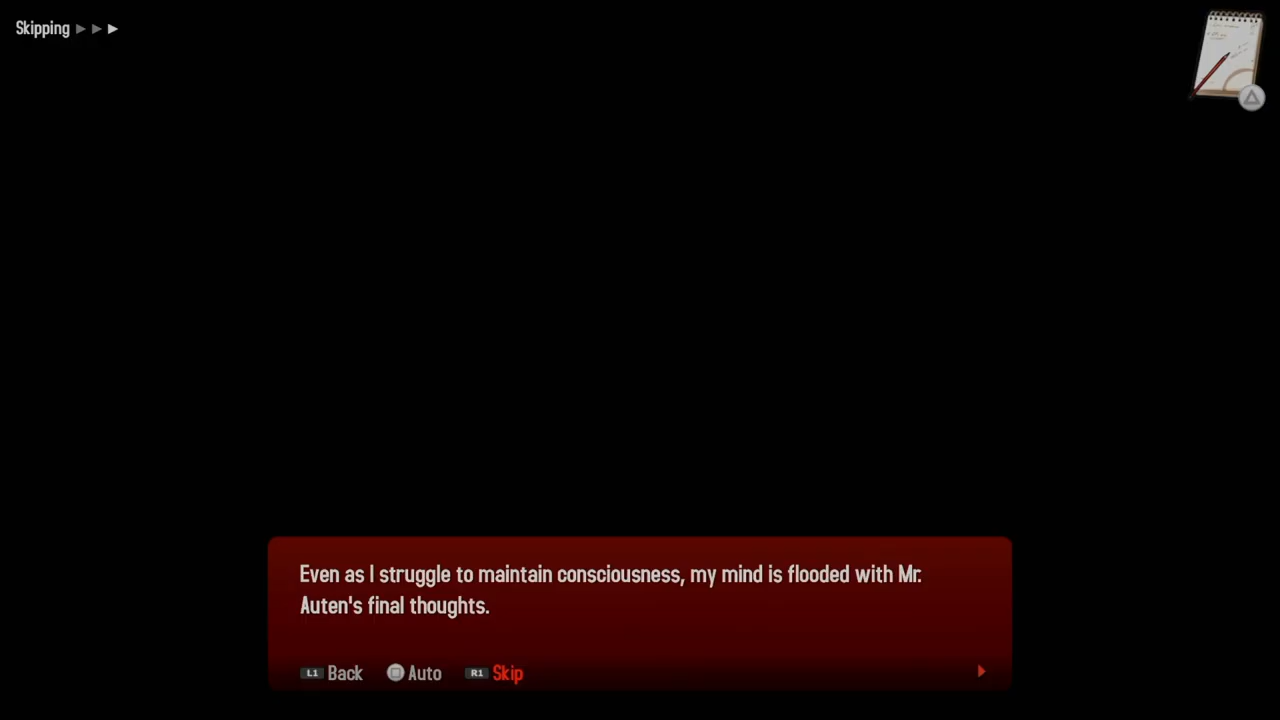 Skipping
Even as I struggle to maintain consciousness, my mind is flooded with Mr.
Auten's final thoughts.
L1 Back Auto R1 Skip